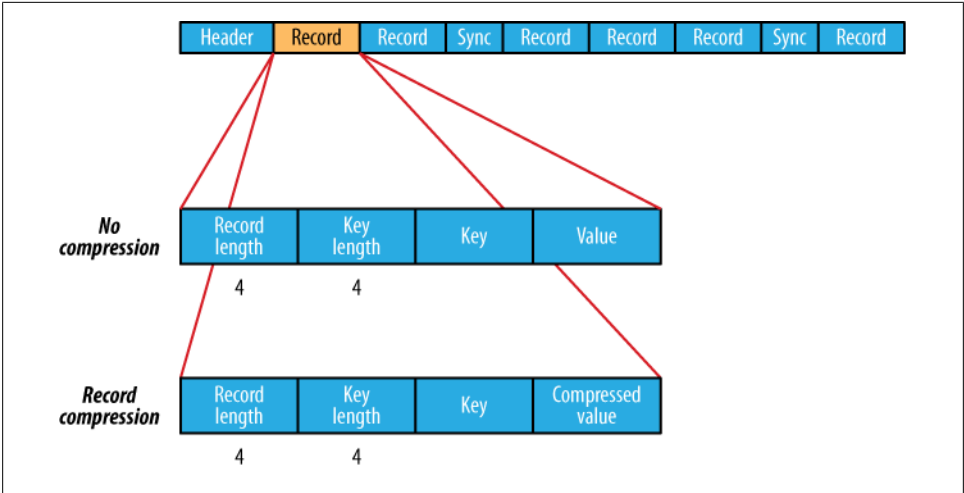 Header Record Record Sync Record Record Record Sync Record
No
compression
Record
length
Key
length
Key
Value
4 4
Record
compression
Record
length
Key
length
Key
Compressed
value
4 4